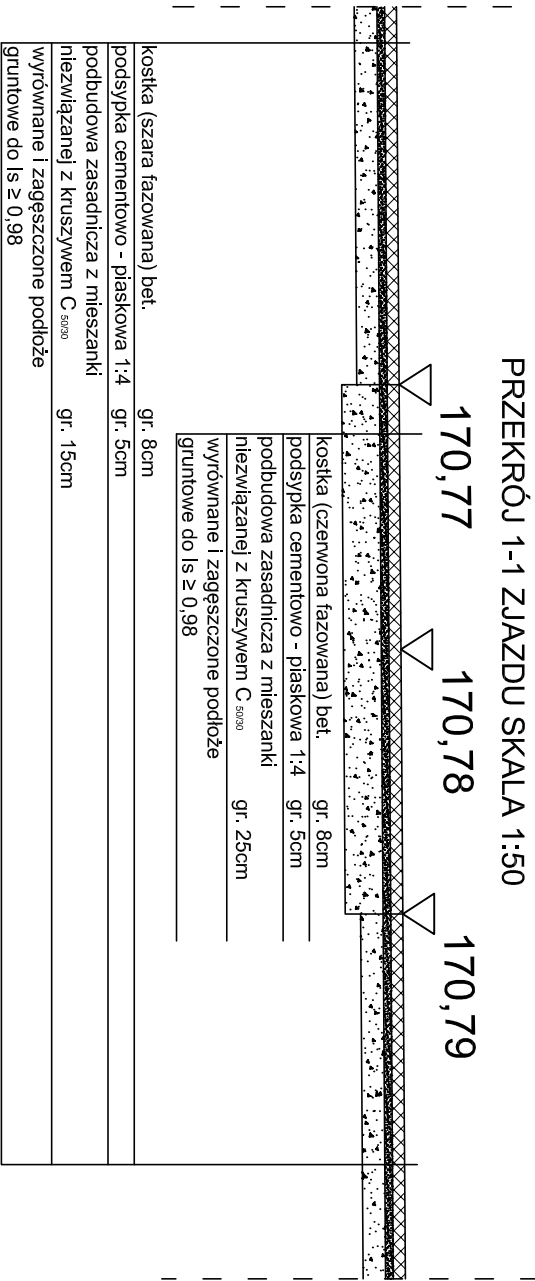 PRZEKRÓJ 1-1 ZJAZDU SKALA 1:50
170,77
170,78
170,79
kostka (czerwona fazowana) bet. gr. 8cm
podsypka cementowo - piaskowa 1:4 gr. 5cm
podbudowa zasadnicza z mieszanki
niezwiązanej z kruszywem C 50/30 gr. 25cm
wyrównane i zagęszczone podłoże
gruntowe do Is ≥ 0,98
kostka (szara fazowana) bet. gr. 8cm
podsypka cementowo - piaskowa 1:4 gr. 5cm
podbudowa zasadnicza z mieszanki
niezwiązanej z kruszywem C 50/30 gr. 15cm
wyrównane i zagęszczone podłoże
gruntowe do Is ≥ 0,98